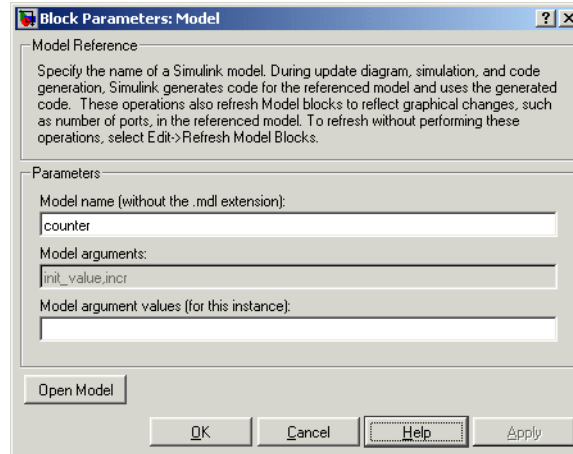 Block Parameters: Model
Model Reference
Specify the name of a Simulink model. During update diagram, simulation, and code
generation, Simulink generates code for the referenced model and uses the generated
code.  These operations also refresh Model blocks to reflect graphical changes, such
as number of ports, in the referenced model. To refresh without performing these
operations, select Edit->Refresh Model Blocks.
Parameters
Model name (without the .mdl extension):
counter
Model arguments:
init_value,incr
Model argument values (for this instance):
Open Model
OK Cancel Help Apply